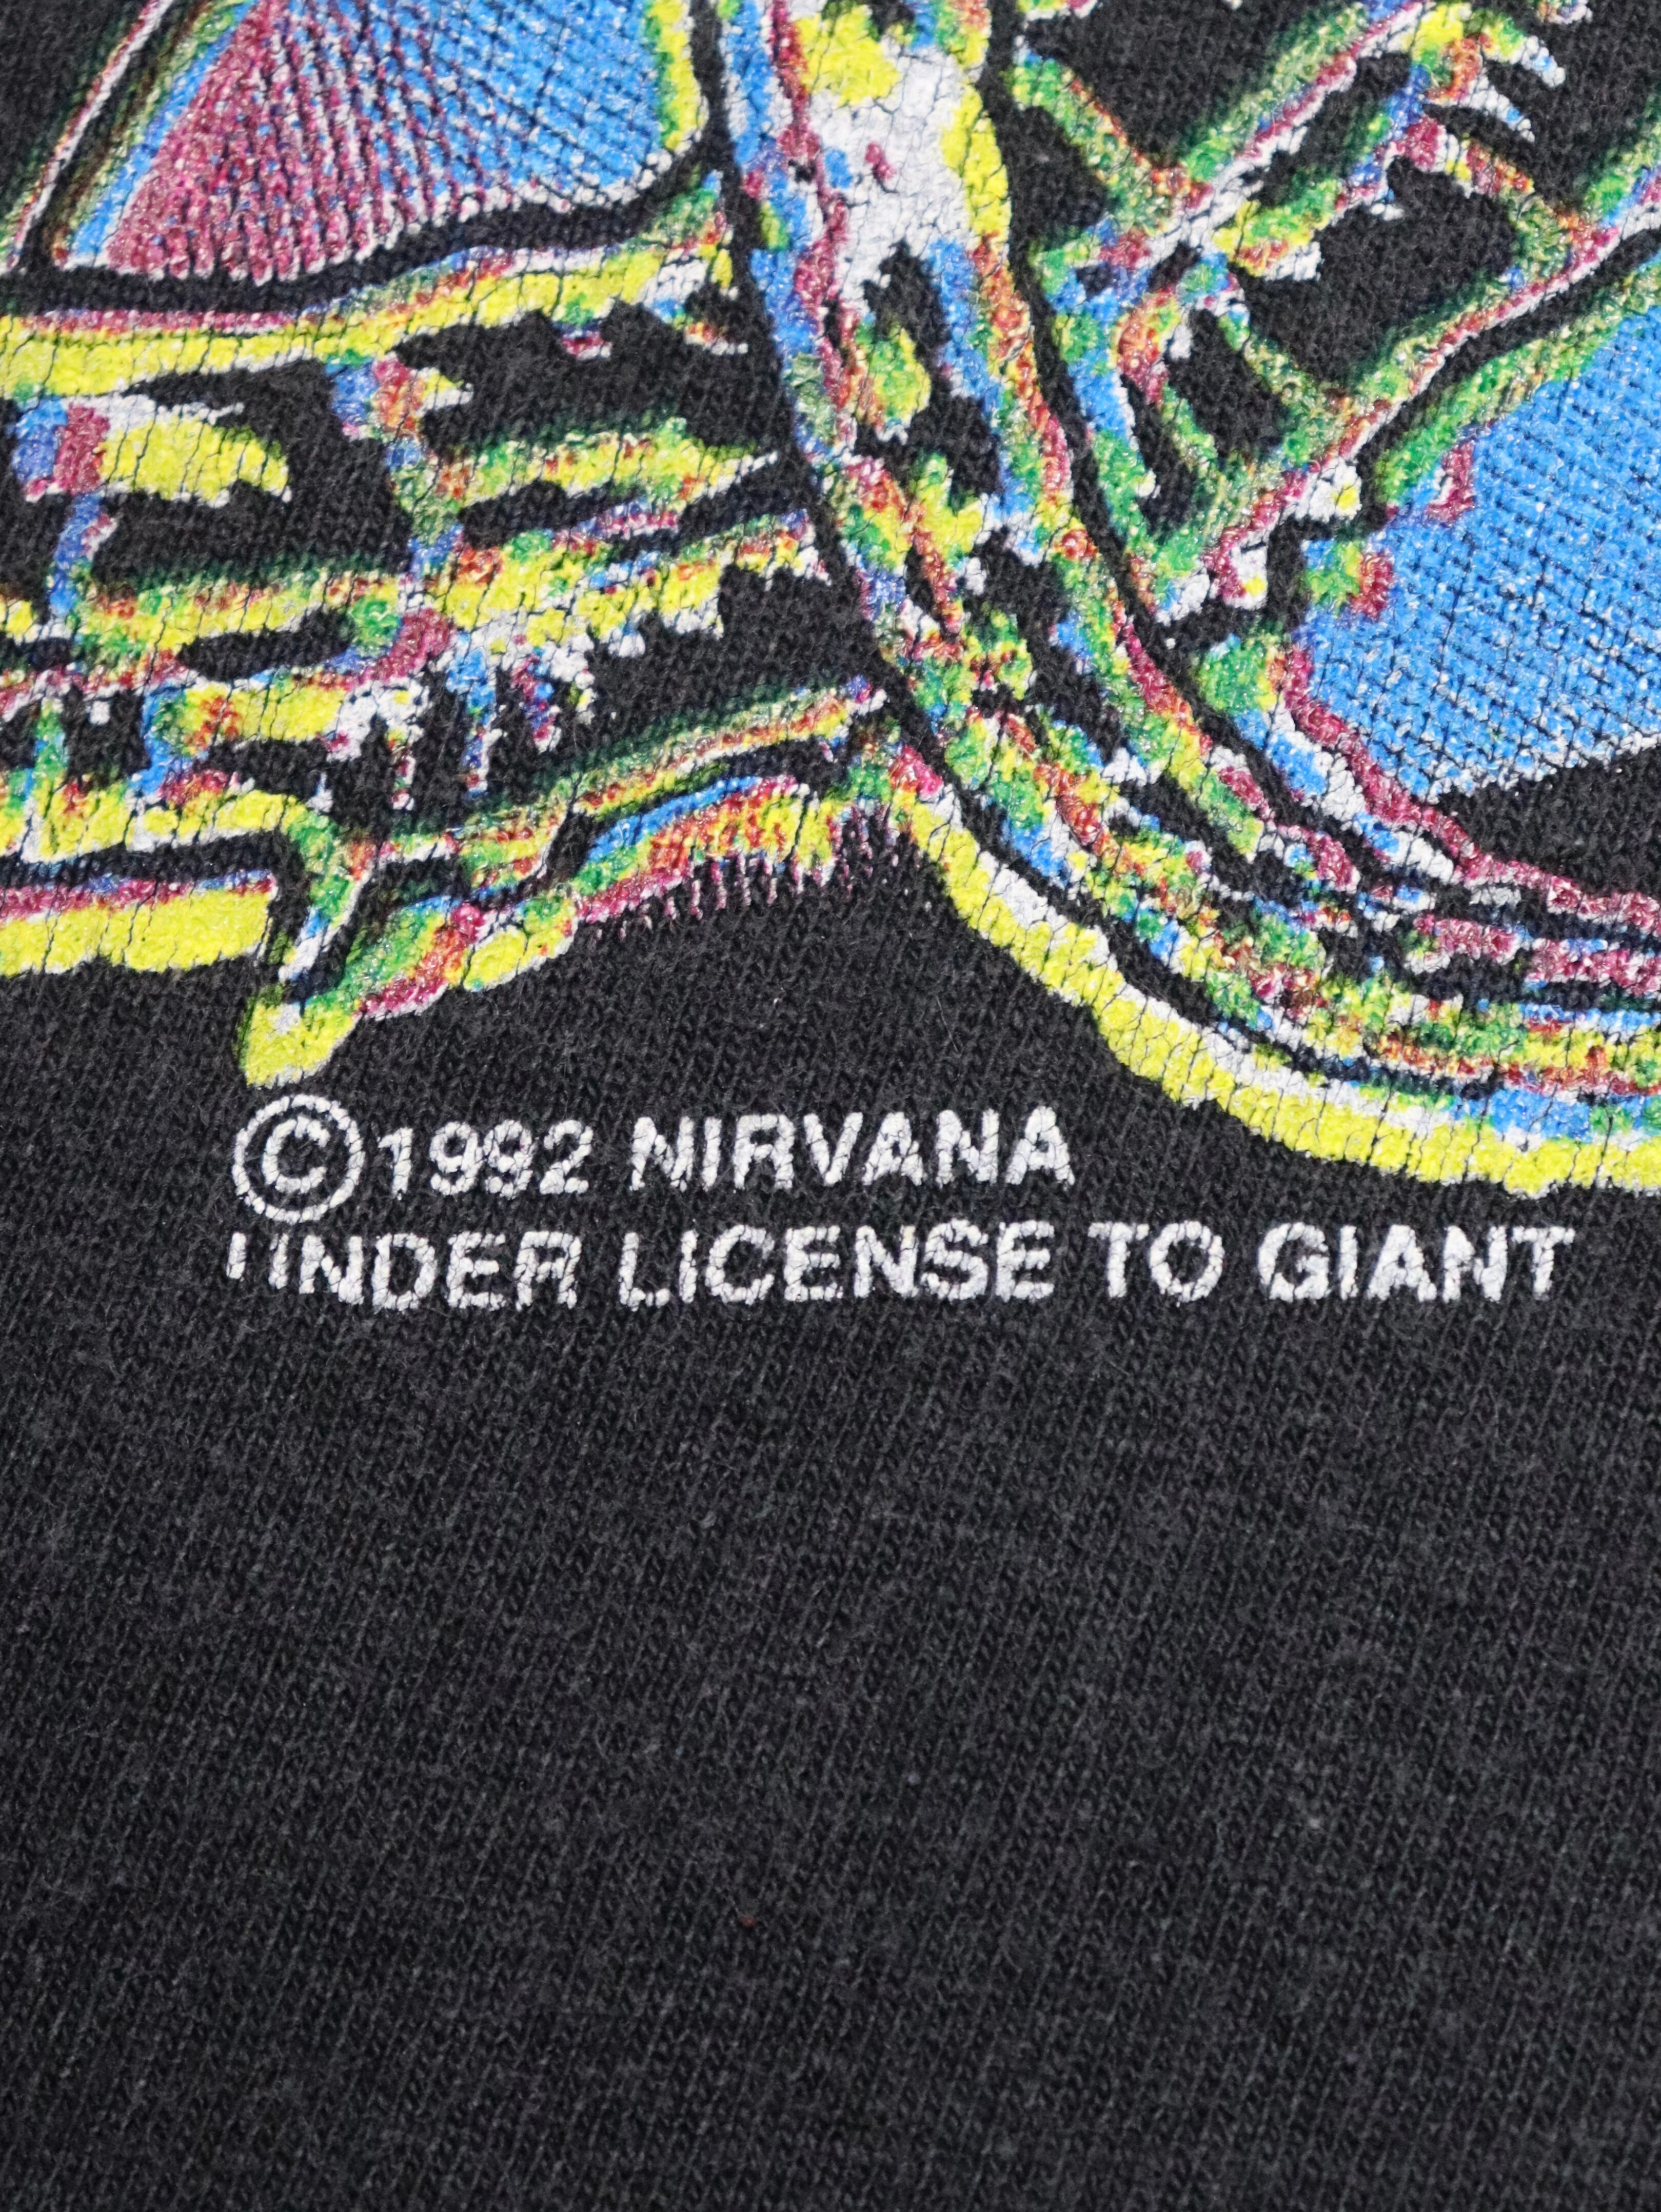 ©1992 NIRVANA
UNDER LICENSE TO GIANT